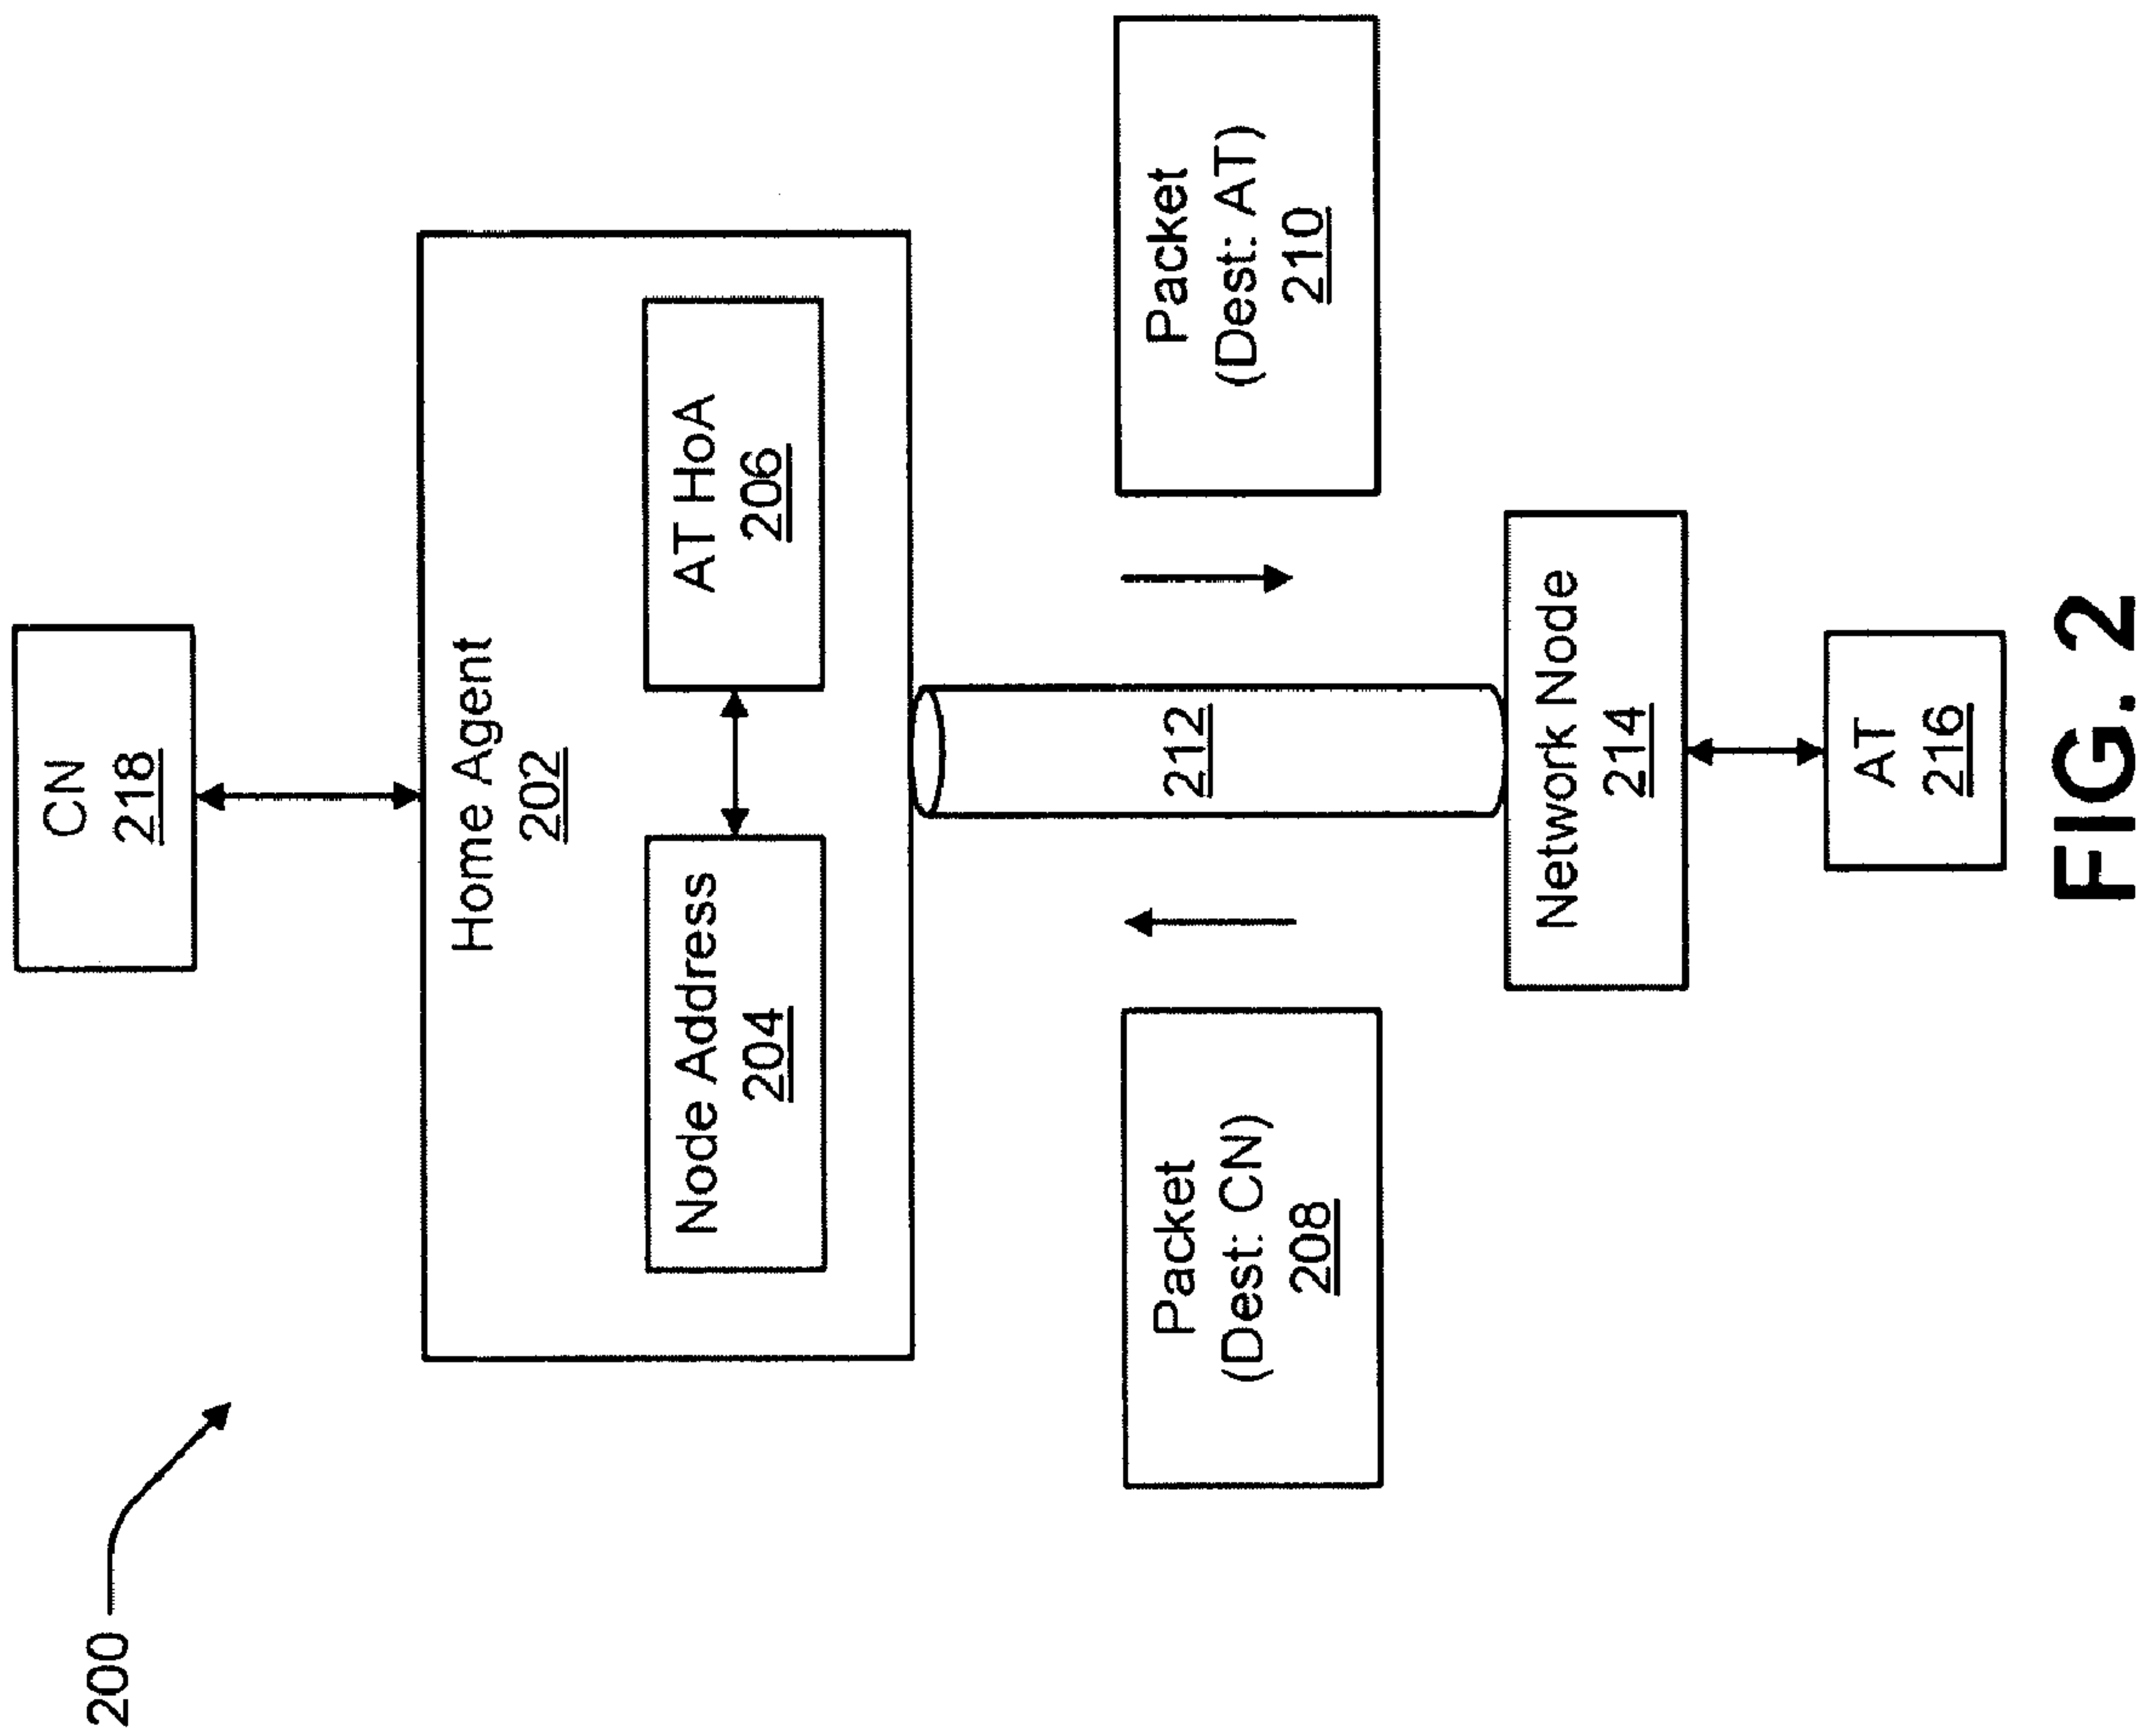 200
CN
218
Home Agent
202
Node Address
204
AT HoA
206
Packet
(Dest: CN)
208
212
Packet
(Dest: AT)
210
Network Node
214
AT
216
FIG. 2